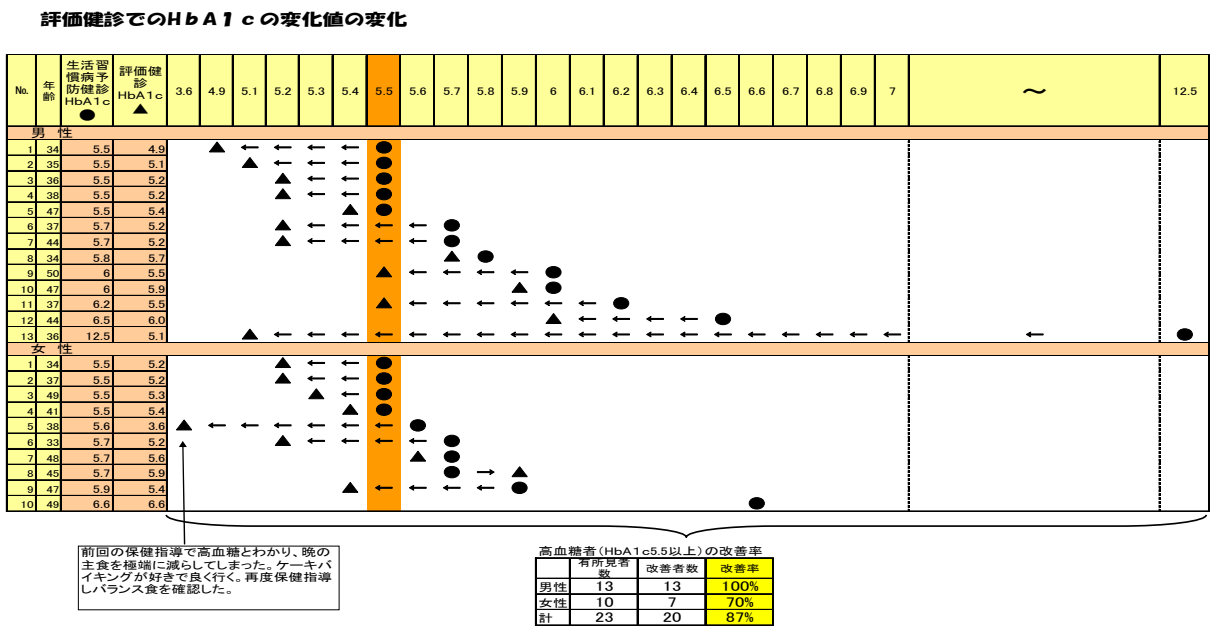 評価健診でのHbA1cの変化値の変化
No. 年齢 生活習慣病予防健診HbA1c● 評価健診HbA1c▲ 3.6 4.9 5.1 5.2 5.3 5.4 5.5 5.6 5.7 5.8 5.9 6 6.1 6.2 6.3 6.4 6.5 6.6 6.7 6.8 6.9 7 ～ 12.5
男 性
1 34 5.5 4.9
2 35 5.5 5.1
3 36 5.5 5.2
4 38 5.5 5.2
5 47 5.5 5.4
6 37 5.7 5.2
7 44 5.7 5.2
8 34 5.8 5.7
9 50 6 5.5
10 47 6 5.9
11 37 6.2 5.5
12 44 6.5 6.0
13 36 12.5 5.1
女 性
1 34 5.5 5.2
2 37 5.5 5.2
3 49 5.5 5.3
4 41 5.5 5.4
5 38 5.6 3.6
6 33 5.7 5.2
7 48 5.7 5.6
8 45 5.7 5.9
9 47 5.9 5.4
10 49 6.6 6.6
前回の保健指導で高血糖とわかり、晩の
主食を極端に減らしてしまった。ケーキバ
イキングが好きで良く行く。再度保健指導
しバランス食を確認した。
高血糖者(HbA1c5.5以上)の改善率
有所見者数 改善者数 改善率
男性 13 13 100%
女性 10 7 70%
計 23 20 87%